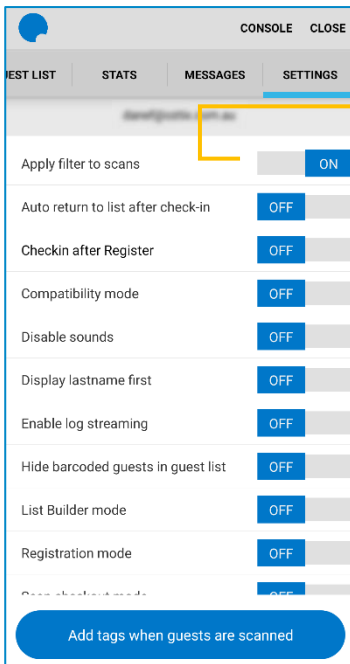 CONSOLE CLOSE
EST LIST STATS MESSAGES SETTINGS
Apply filter to scans ON
Auto return to list after check-in OFF
Checkin after Register OFF
Compatibility mode OFF
Disable sounds OFF
Display lastname first OFF
Enable log streaming OFF
Hide barcoded guests in guest list OFF
List Builder mode OFF
Registration mode OFF
Add tags when guests are scanned